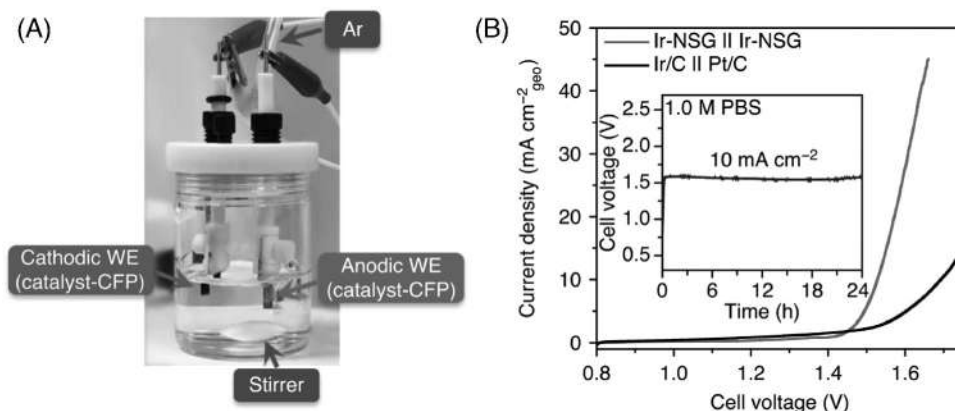 (A)
Ar
Cathodic WE
(catalyst-CFP)
Anodic WE
(catalyst-CFP)
Stirrer
(B)
Current density (mA cm⁻²geo)
50
40
30
20
10
0
Ir-NSG II Ir-NSG
Ir/C II Pt/C
Cell voltage (V)
2.5
2.0
1.5
1.0
0.5
1.0 M PBS
10 mA cm⁻²
0 6 12 18 24
Time (h)
0.8 1.0 1.2 1.4 1.6
Cell voltage (V)